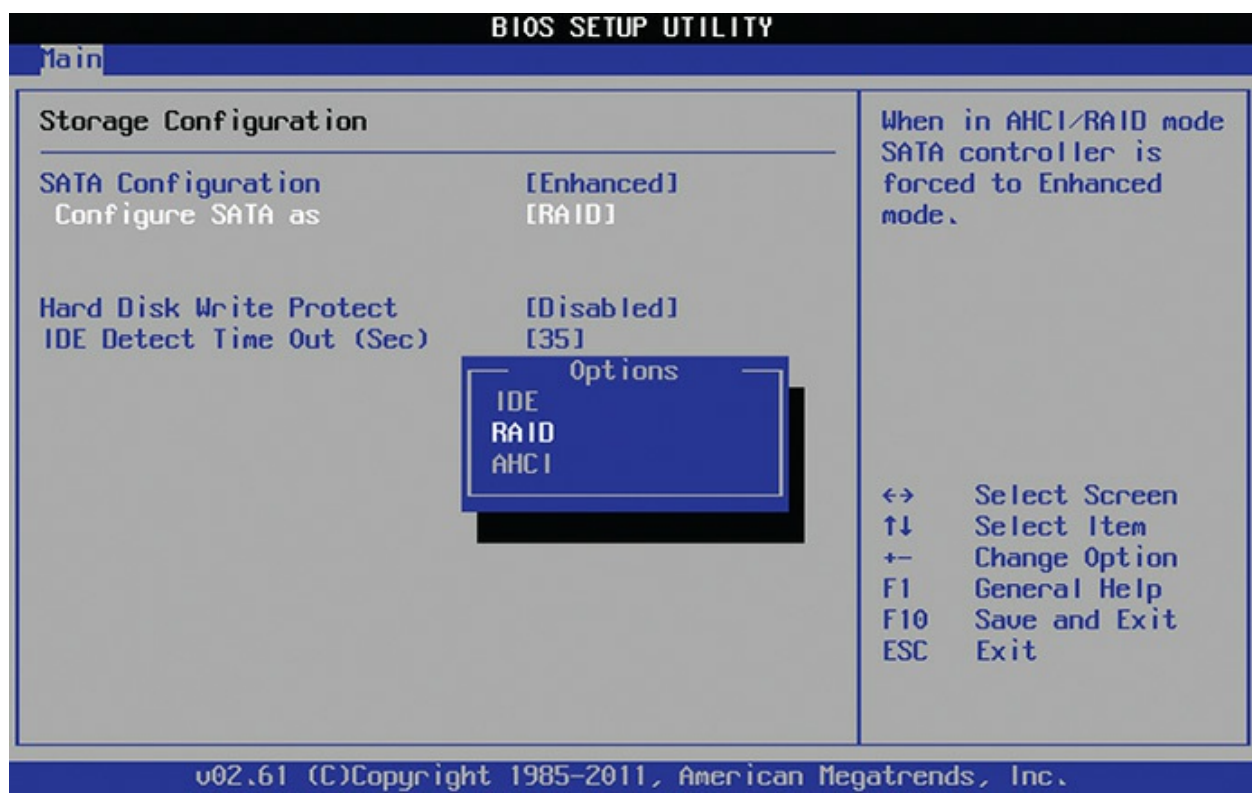 BIOS SETUP UTILITY
Main
Storage Configuration
SATA Configuration [Enhanced]
Configure SATA as [RAID]
Hard Disk Write Protect [Disabled]
IDE Detect Time Out (Sec) [35]
Options
IDE
RAID
AHCI
When in AHCI/RAID mode
SATA controller is
forced to Enhanced
mode.
←→ Select Screen
↑↓ Select Item
+- Change Option
F1 General Help
F10 Save and Exit
ESC Exit
v02.61 (C)Copyright 1985-2011, American Megatrends, Inc.